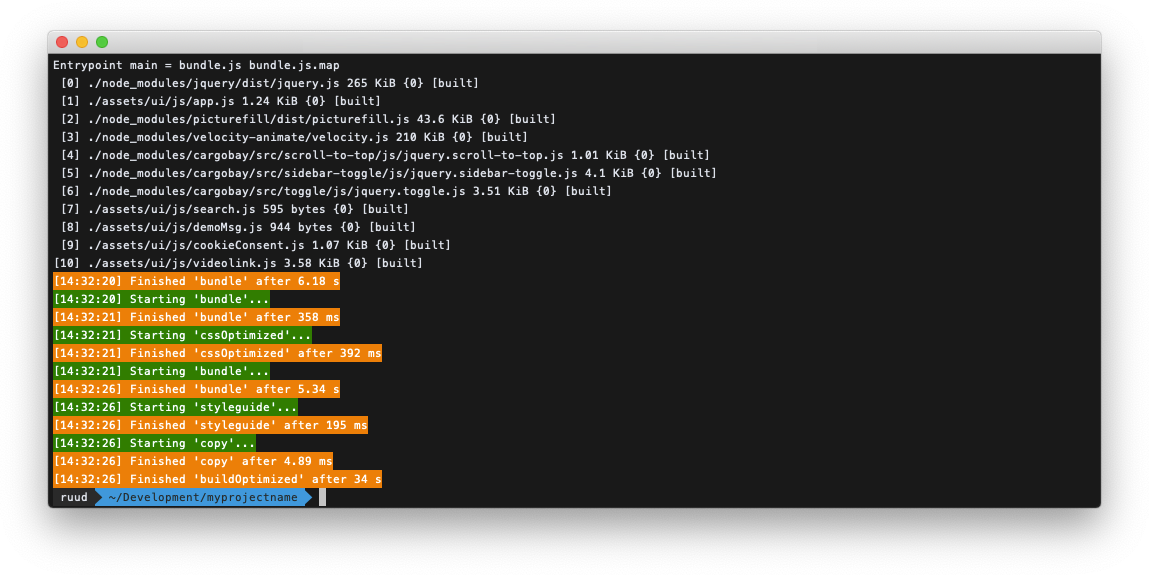 Entrypoint main = bundle.js bundle.js.map
[0] ./node_modules/jquery/dist/jquery.js 265 KiB {0} [built]
[1] ./assets/ui/js/app.js 1.24 KiB {0} [built]
[2] ./node_modules/picturefill/dist/picturefill.js 43.6 KiB {0} [built]
[3] ./node_modules/velocity-animate/velocity.js 210 KiB {0} [built]
[4] ./node_modules/cargobay/src/scroll-to-top/js/jquery.scroll-to-top.js 1.01 KiB {0} [built]
[5] ./node_modules/cargobay/src/sidebar-toggle/js/jquery.sidebar-toggle.js 4.1 KiB {0} [built]
[6] ./node_modules/cargobay/src/toggle/js/jquery.toggle.js 3.51 KiB {0} [built]
[7] ./assets/ui/js/search.js 595 bytes {0} [built]
[8] ./assets/ui/js/demoMsg.js 944 bytes {0} [built]
[9] ./assets/ui/js/cookieConsent.js 1.07 KiB {0} [built]
[10] ./assets/ui/js/videolink.js 3.58 KiB {0} [built]
[14:32:20] Finished 'bundle' after 6.18 s
[14:32:20] Starting 'bundle'...
[14:32:21] Finished 'bundle' after 358 ms
[14:32:21] Starting 'cssOptimized'...
[14:32:21] Finished 'cssOptimized' after 392 ms
[14:32:21] Starting 'bundle'...
[14:32:26] Finished 'bundle' after 5.34 s
[14:32:26] Starting 'styleguide'...
[14:32:26] Finished 'styleguide' after 195 ms
[14:32:26] Starting 'copy'...
[14:32:26] Finished 'copy' after 4.89 ms
[14:32:26] Finished 'buildOptimized' after 34 s
ruud ~/Development/myprojectname